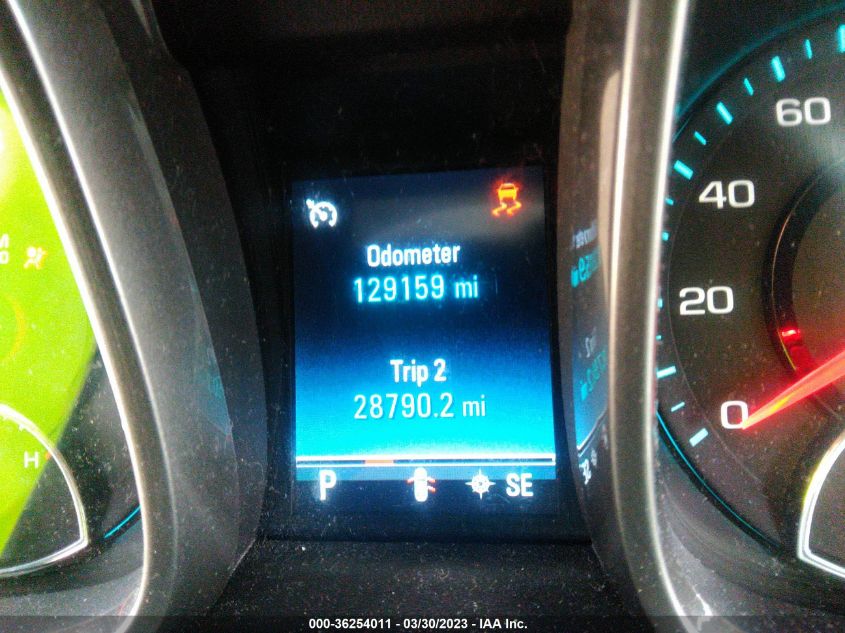 Odometer
129159 mi
Trip 2
28790.2 mi
P
SE
60
40
20
0
H
000-36254011 - 03/30/2023 - IAA Inc.